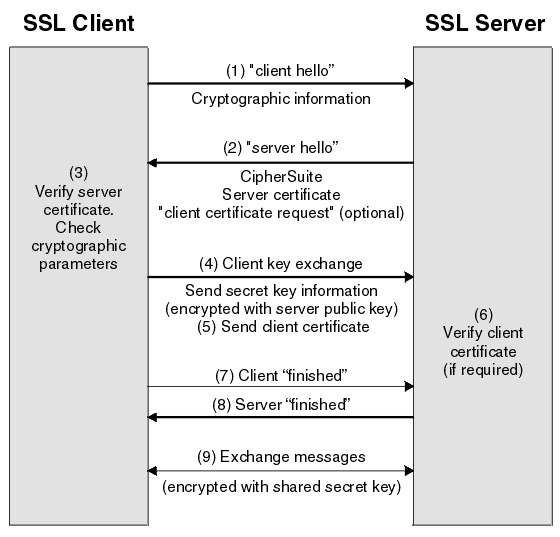 SSL Client
SSL Server
(1) "client hello”
Cryptographic information
(2) "server hello”
CipherSuite
Server certificate
"client certificate request" (optional)
(3)
Verify server
certificate.
Check
cryptographic
parameters
(4) Client key exchange
Send secret key information
(encrypted with server public key)
(5) Send client certificate
(6)
Verify client
certificate
(if required)
(7) Client “finished”
(8) Server “finished”
(9) Exchange messages
(encrypted with shared secret key)